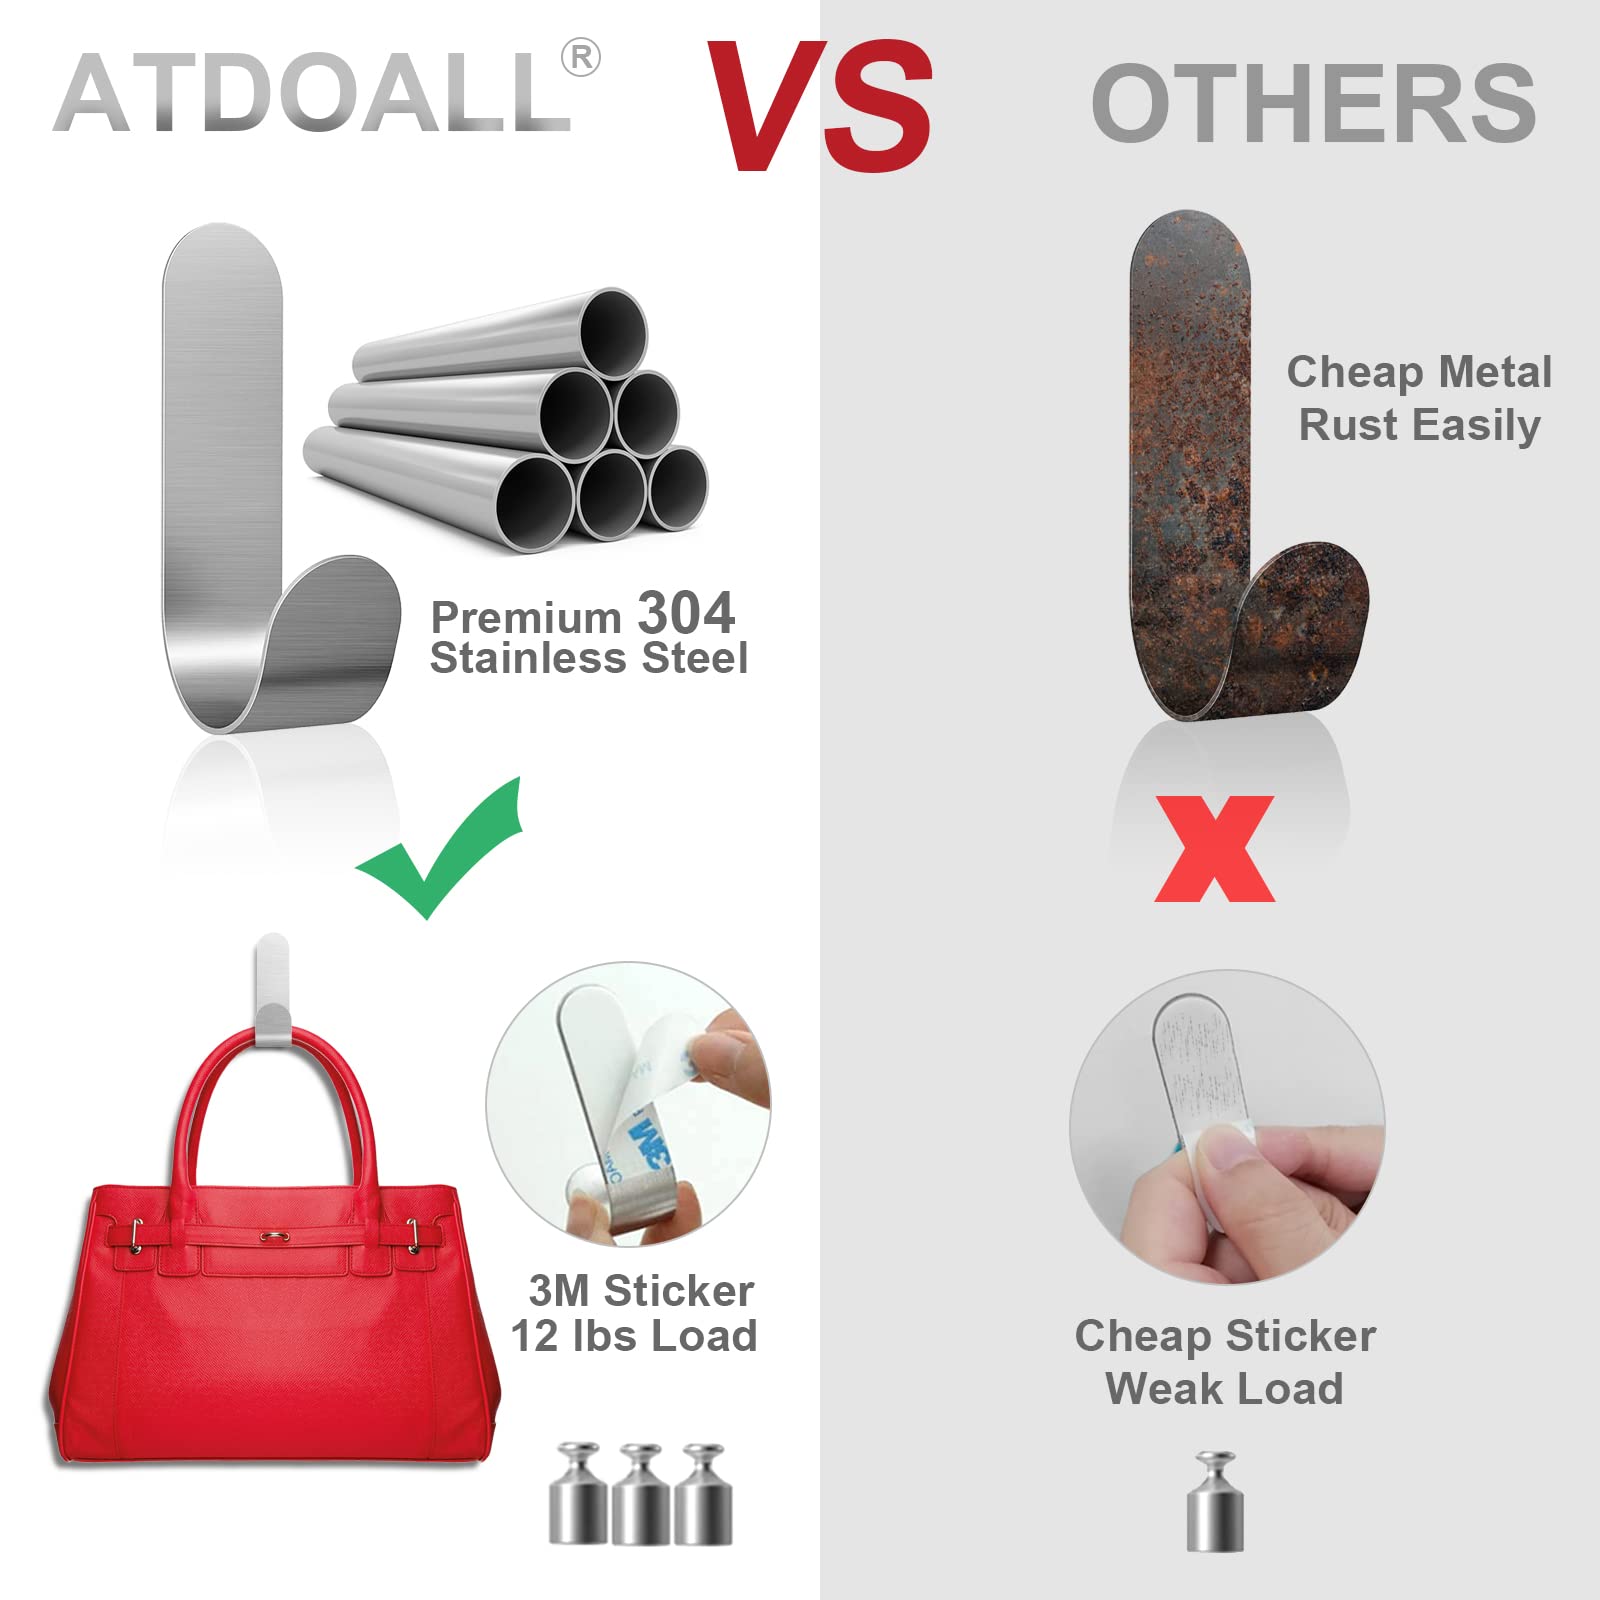 ATDOALL®
VS
OTHERS
Premium 304
Stainless Steel
Cheap Metal
Rust Easily
3M
3M Sticker
12 lbs Load
Cheap Sticker
Weak Load